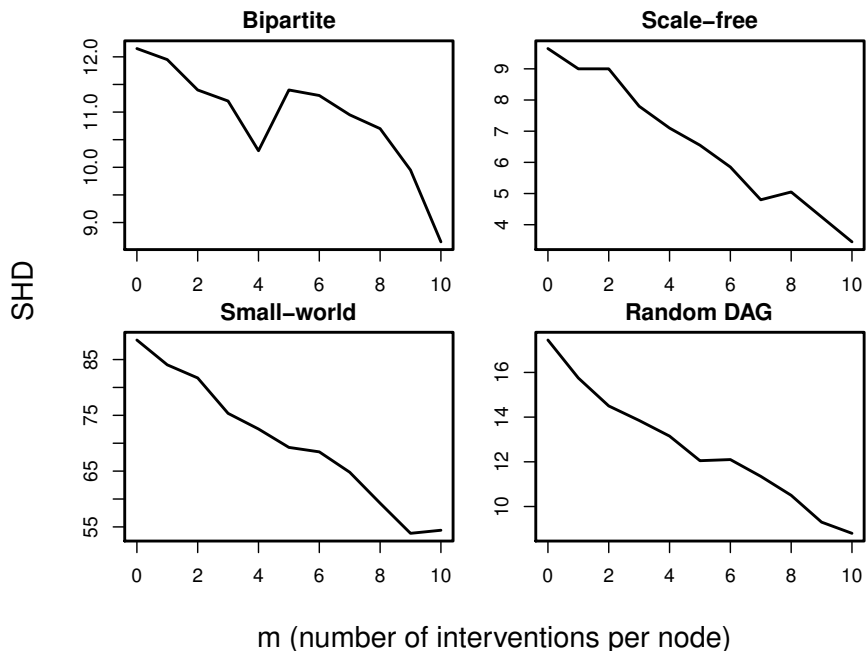 Bipartite
12.0
11.0
10.0
9.0
0 2 4 6 8 10
Scale−free
9
8
7
6
5
4
0 2 4 6 8 10
SHD
Small−world
85
75
65
55
0 2 4 6 8 10
Random DAG
16
14
12
10
0 2 4 6 8 10
m (number of interventions per node)